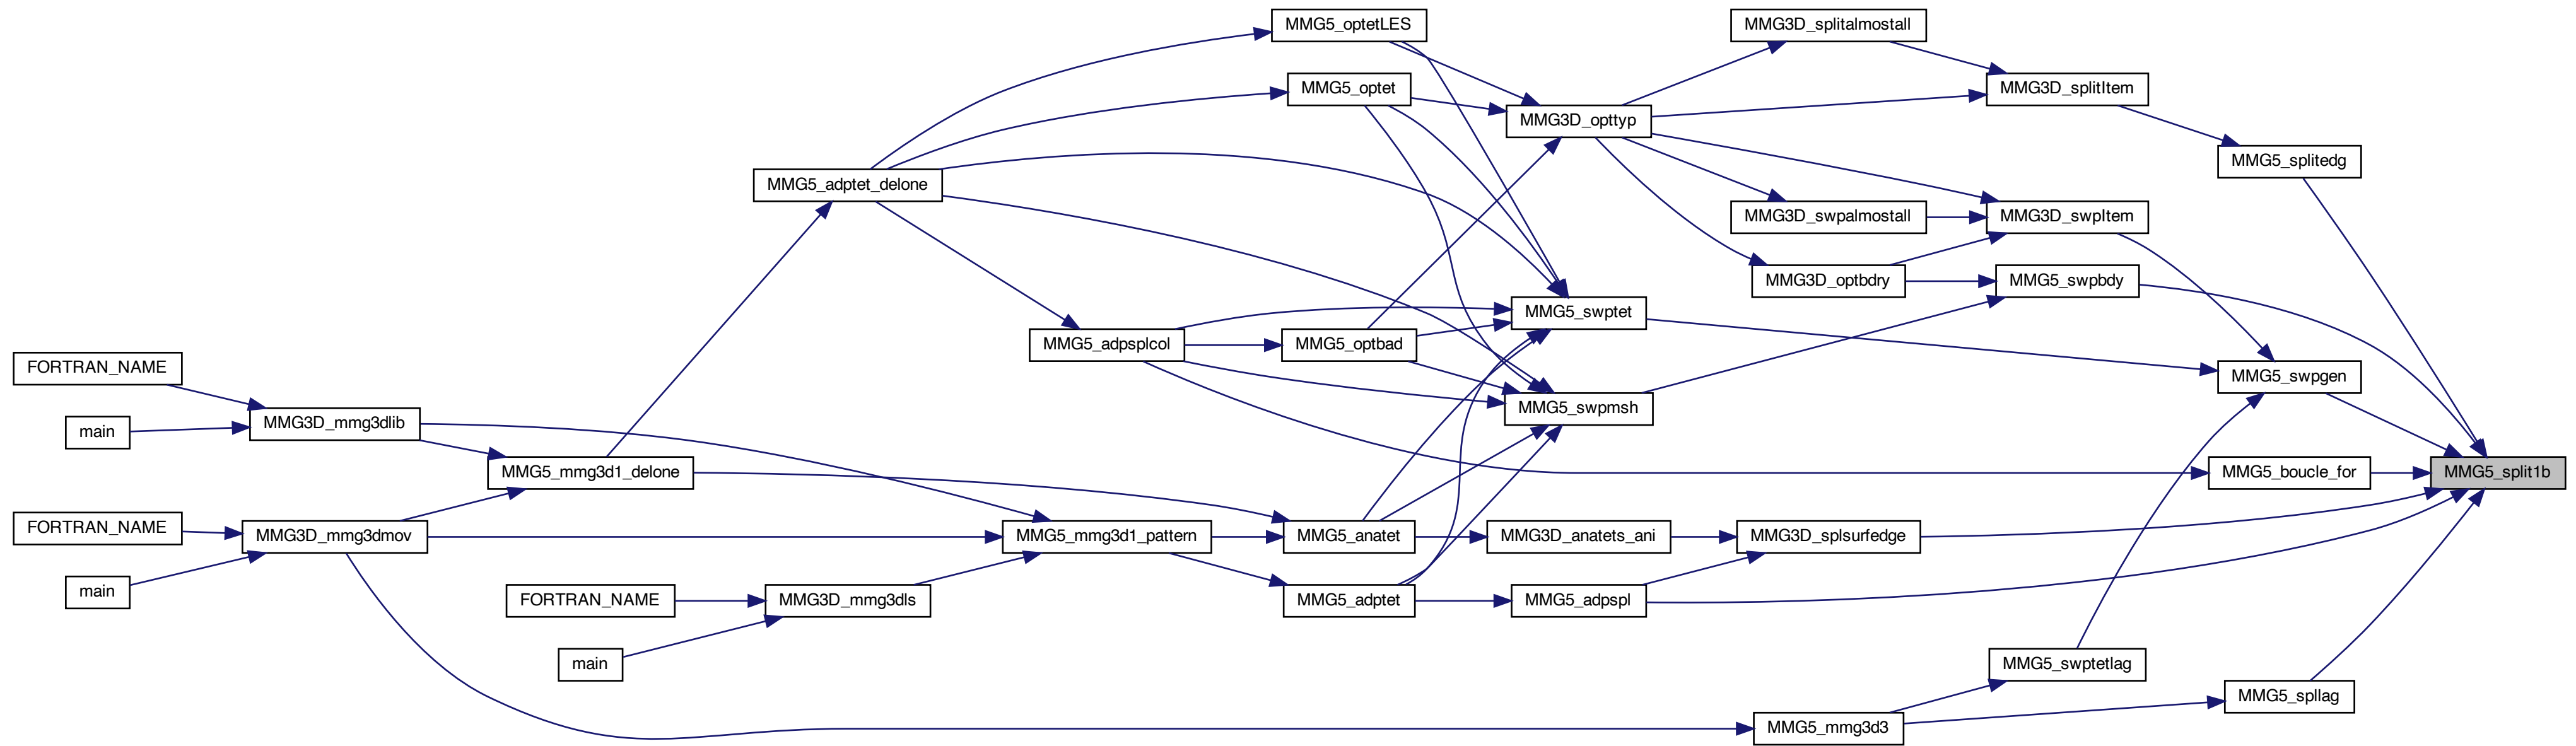 MMG5_optetLES
MMG3D_splitalmostall
MMG5_optet
MMG3D_splitItem
MMG3D_opttyp
MMG5_splitedg
MMG5_adptet_delone
MMG3D_swpalmostall
MMG3D_swpItem
MMG3D_optbdry
MMG5_swpbdy
MMG5_swptet
MMG5_adpsplcol
MMG5_optbad
FORTRAN_NAME
MMG5_swpgen
MMG5_swpmsh
MMG3D_mmg3dlib
main
MMG5_mmg3d1_delone
MMG5_boucle_for
MMG5_split1b
FORTRAN_NAME
MMG3D_mmg3dmov
MMG5_mmg3d1_pattern
MMG5_anatet
MMG3D_anatets_ani
MMG3D_splsurfedge
main
FORTRAN_NAME
MMG3D_mmg3dls
MMG5_adptet
MMG5_adpspl
main
MMG5_swptetlag
MMG5_spllag
MMG5_mmg3d3